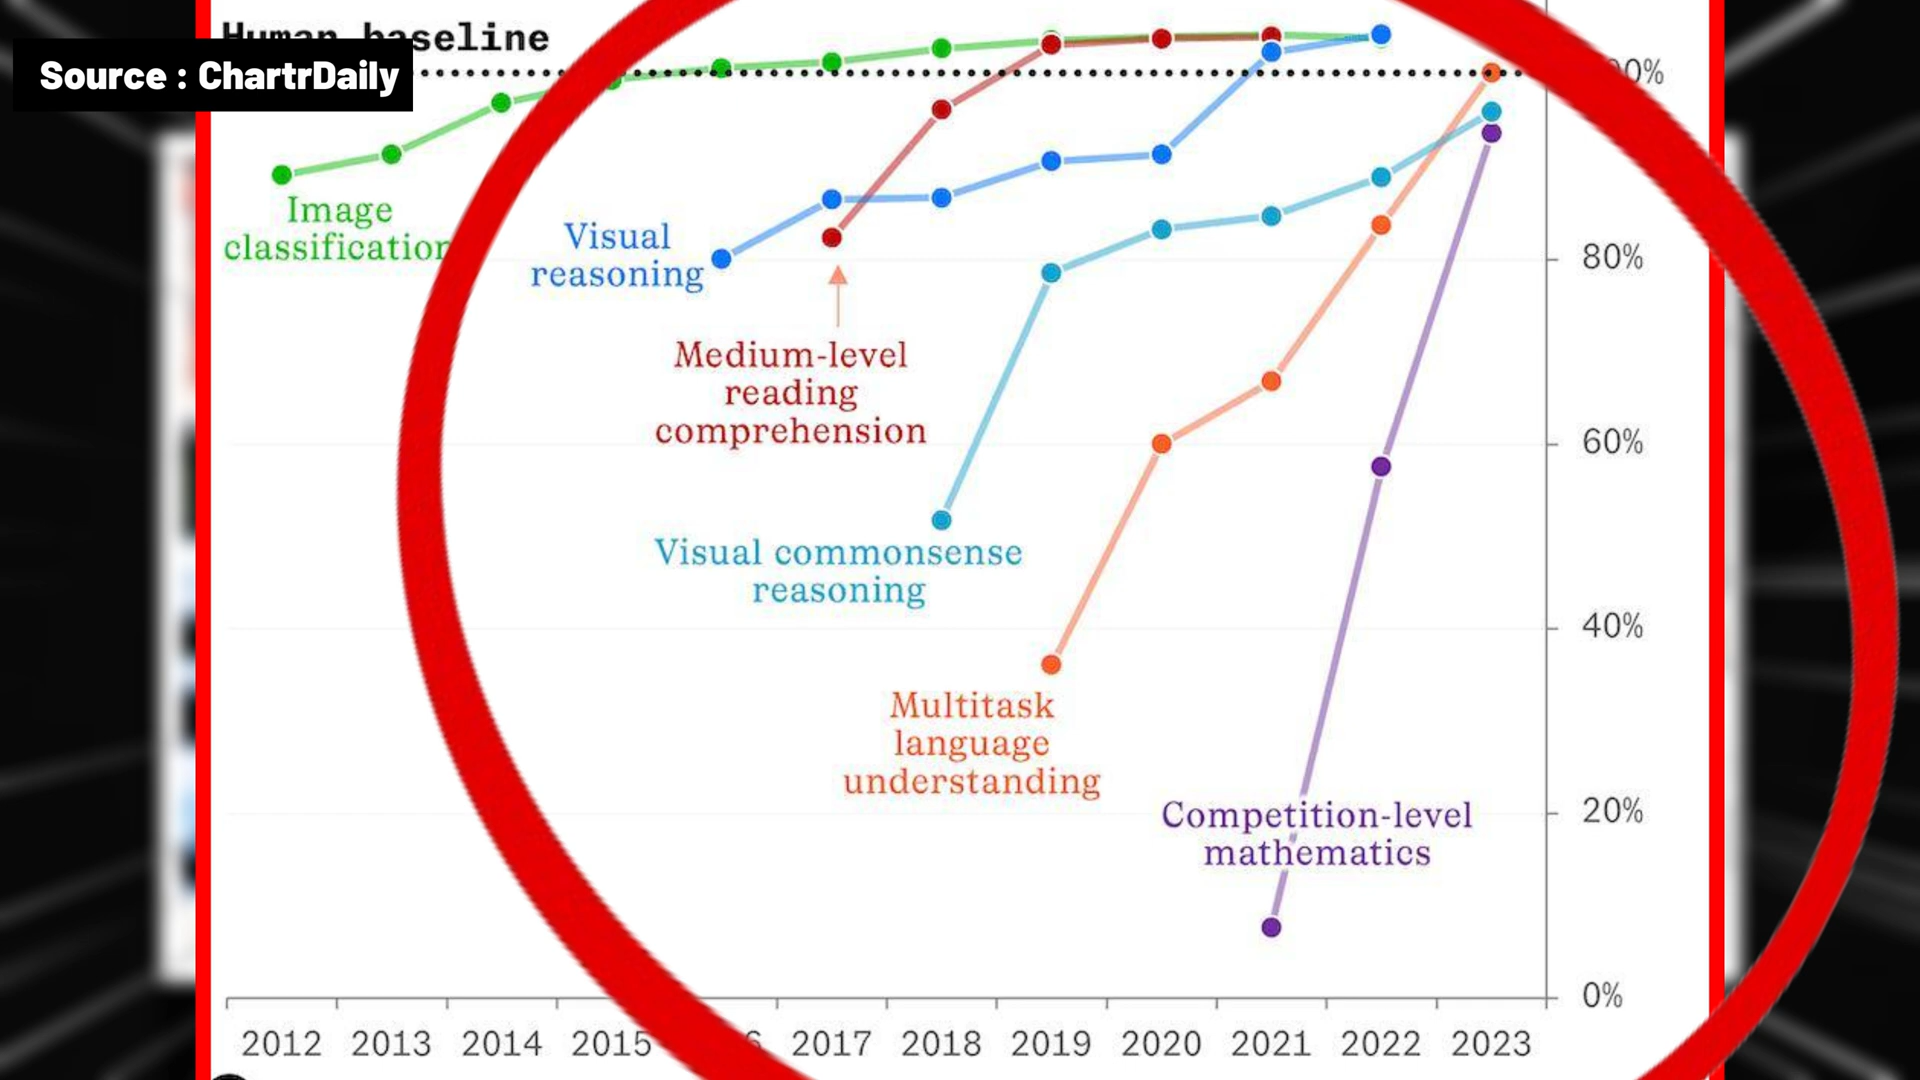 Human baseline
Source : ChartrDaily
Image
classification
Visual
reasoning
Medium-level
reading
comprehension
Visual commonsense
reasoning
Multitask
language
understanding
Competition-level
mathematics
80%
60%
40%
20%
0%
2012 2013 2014 2015 2017 2018 2019 2020 2021 2022 2023